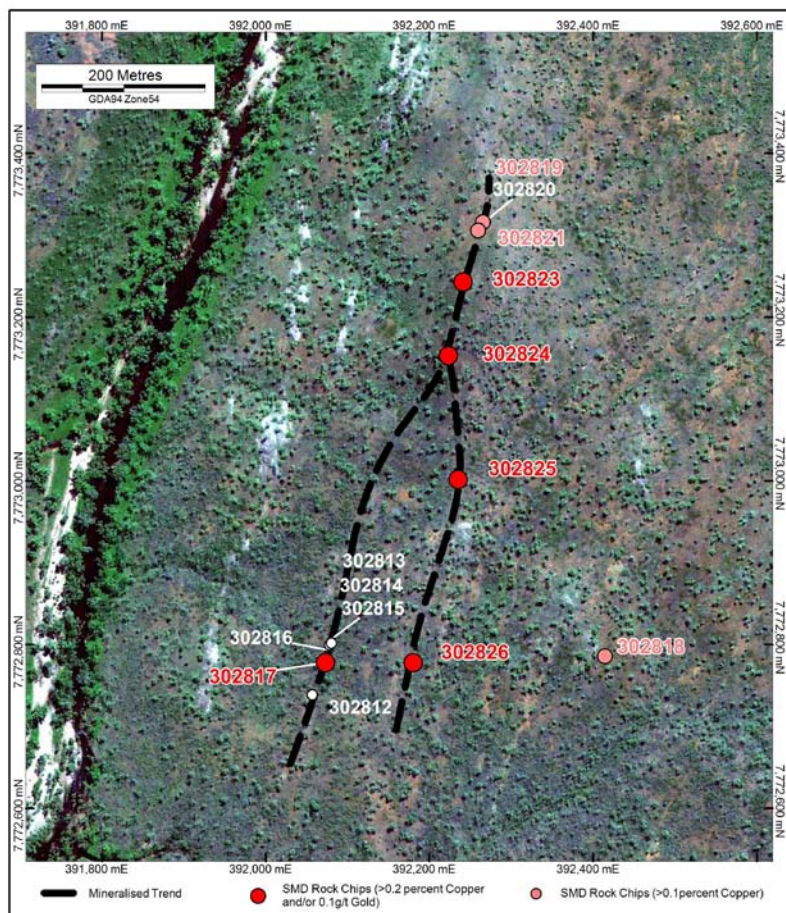 391,800 mE 392,000 mE 392,200 mE 392,400 mE 392,600 mE
200 Metres
GDA94 Zone54
7,773,400 mN 7,773,400 mN
302819
302820
302821
302823
7,773,200 mN 7,773,200 mN
302824
302825
7,773,000 mN 7,773,000 mN
302813
302814
302815
302816
302817
302826
302818
7,772,800 mN 7,772,800 mN
302812
7,772,600 mN 7,772,600 mN
391,800 mE 392,000 mE 392,200 mE 392,400 mE 392,600 mE
Mineralised Trend
SMD Rock Chips (>0.2 percent Copper
and/or 0.1g/t Gold)
SMD Rock Chips (>0.1percent Copper)